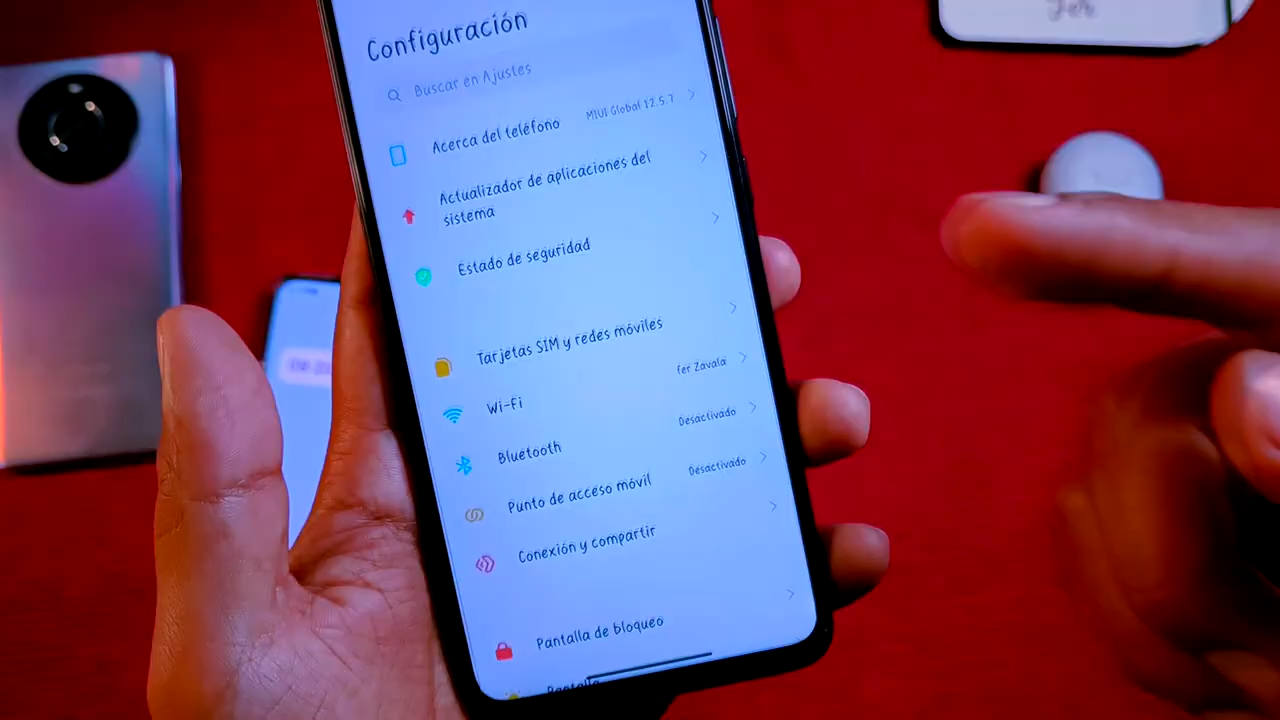 Fer
Configuración
Buscar en Ajustes
Acerca del teléfono MIUI Global 12.5.7
Actualizador de aplicaciones del
sistema
Estado de seguridad
Tarjetas SIM y redes móviles
Wi-Fi fer Zavala
Bluetooth Desactivado
Punto de acceso móvil Desactivado
Conexión y compartir
Pantalla de bloqueo
Pantalla